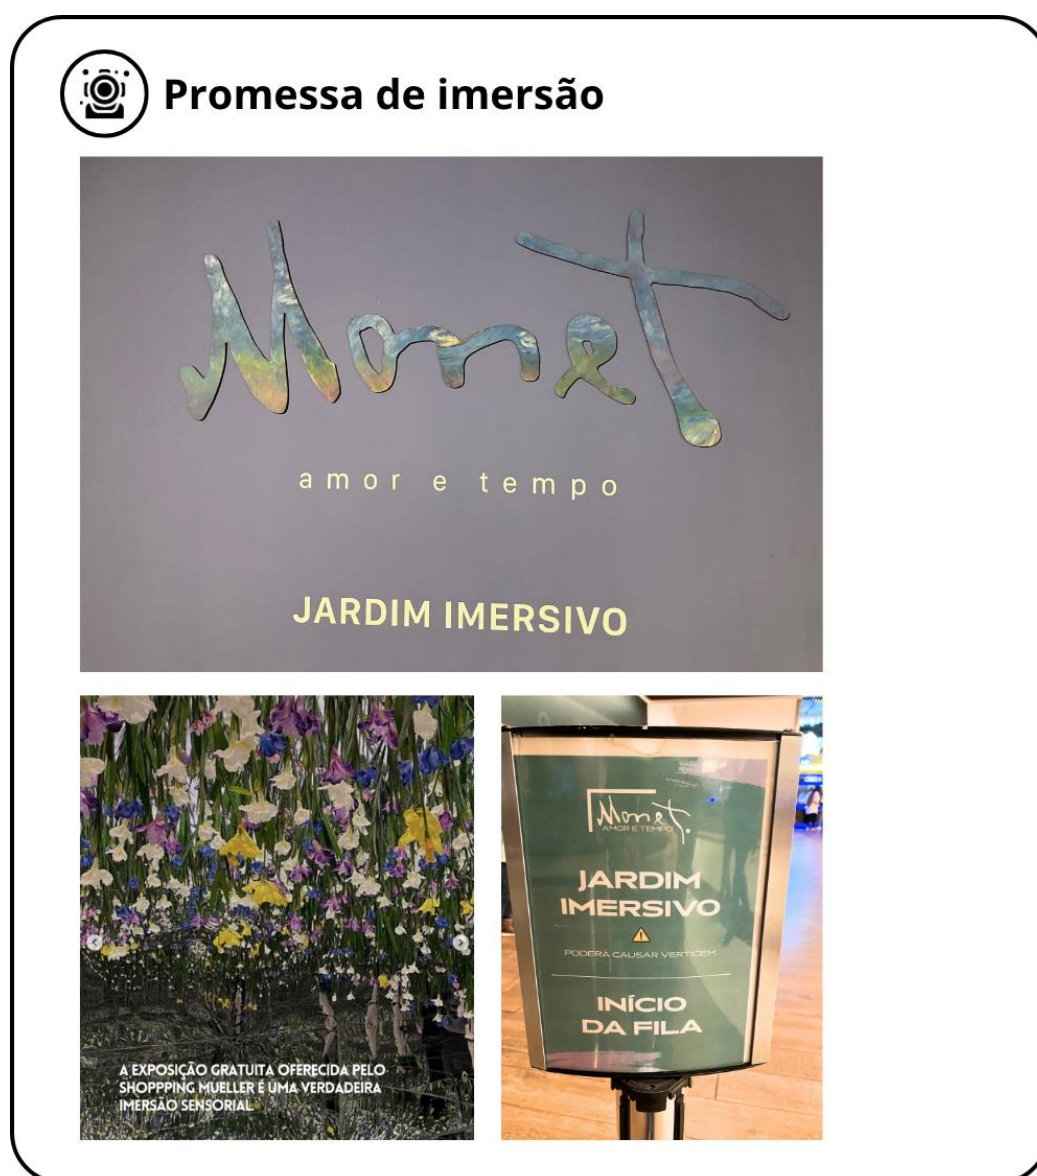 Promessa de imersão
Monet
amor e tempo
JARDIM IMERSIVO
A EXPOSIÇÃO GRATUITA OFERECIDA PELO
SHOPPPING MUELLER É UMA VERDADEIRA
IMERSÃO SENSORIAL
Monet
AMOR E TEMPO
JARDIM
IMERSIVO
PODERÁ CAUSAR VERTIGEM.
INÍCIO
DA FILA